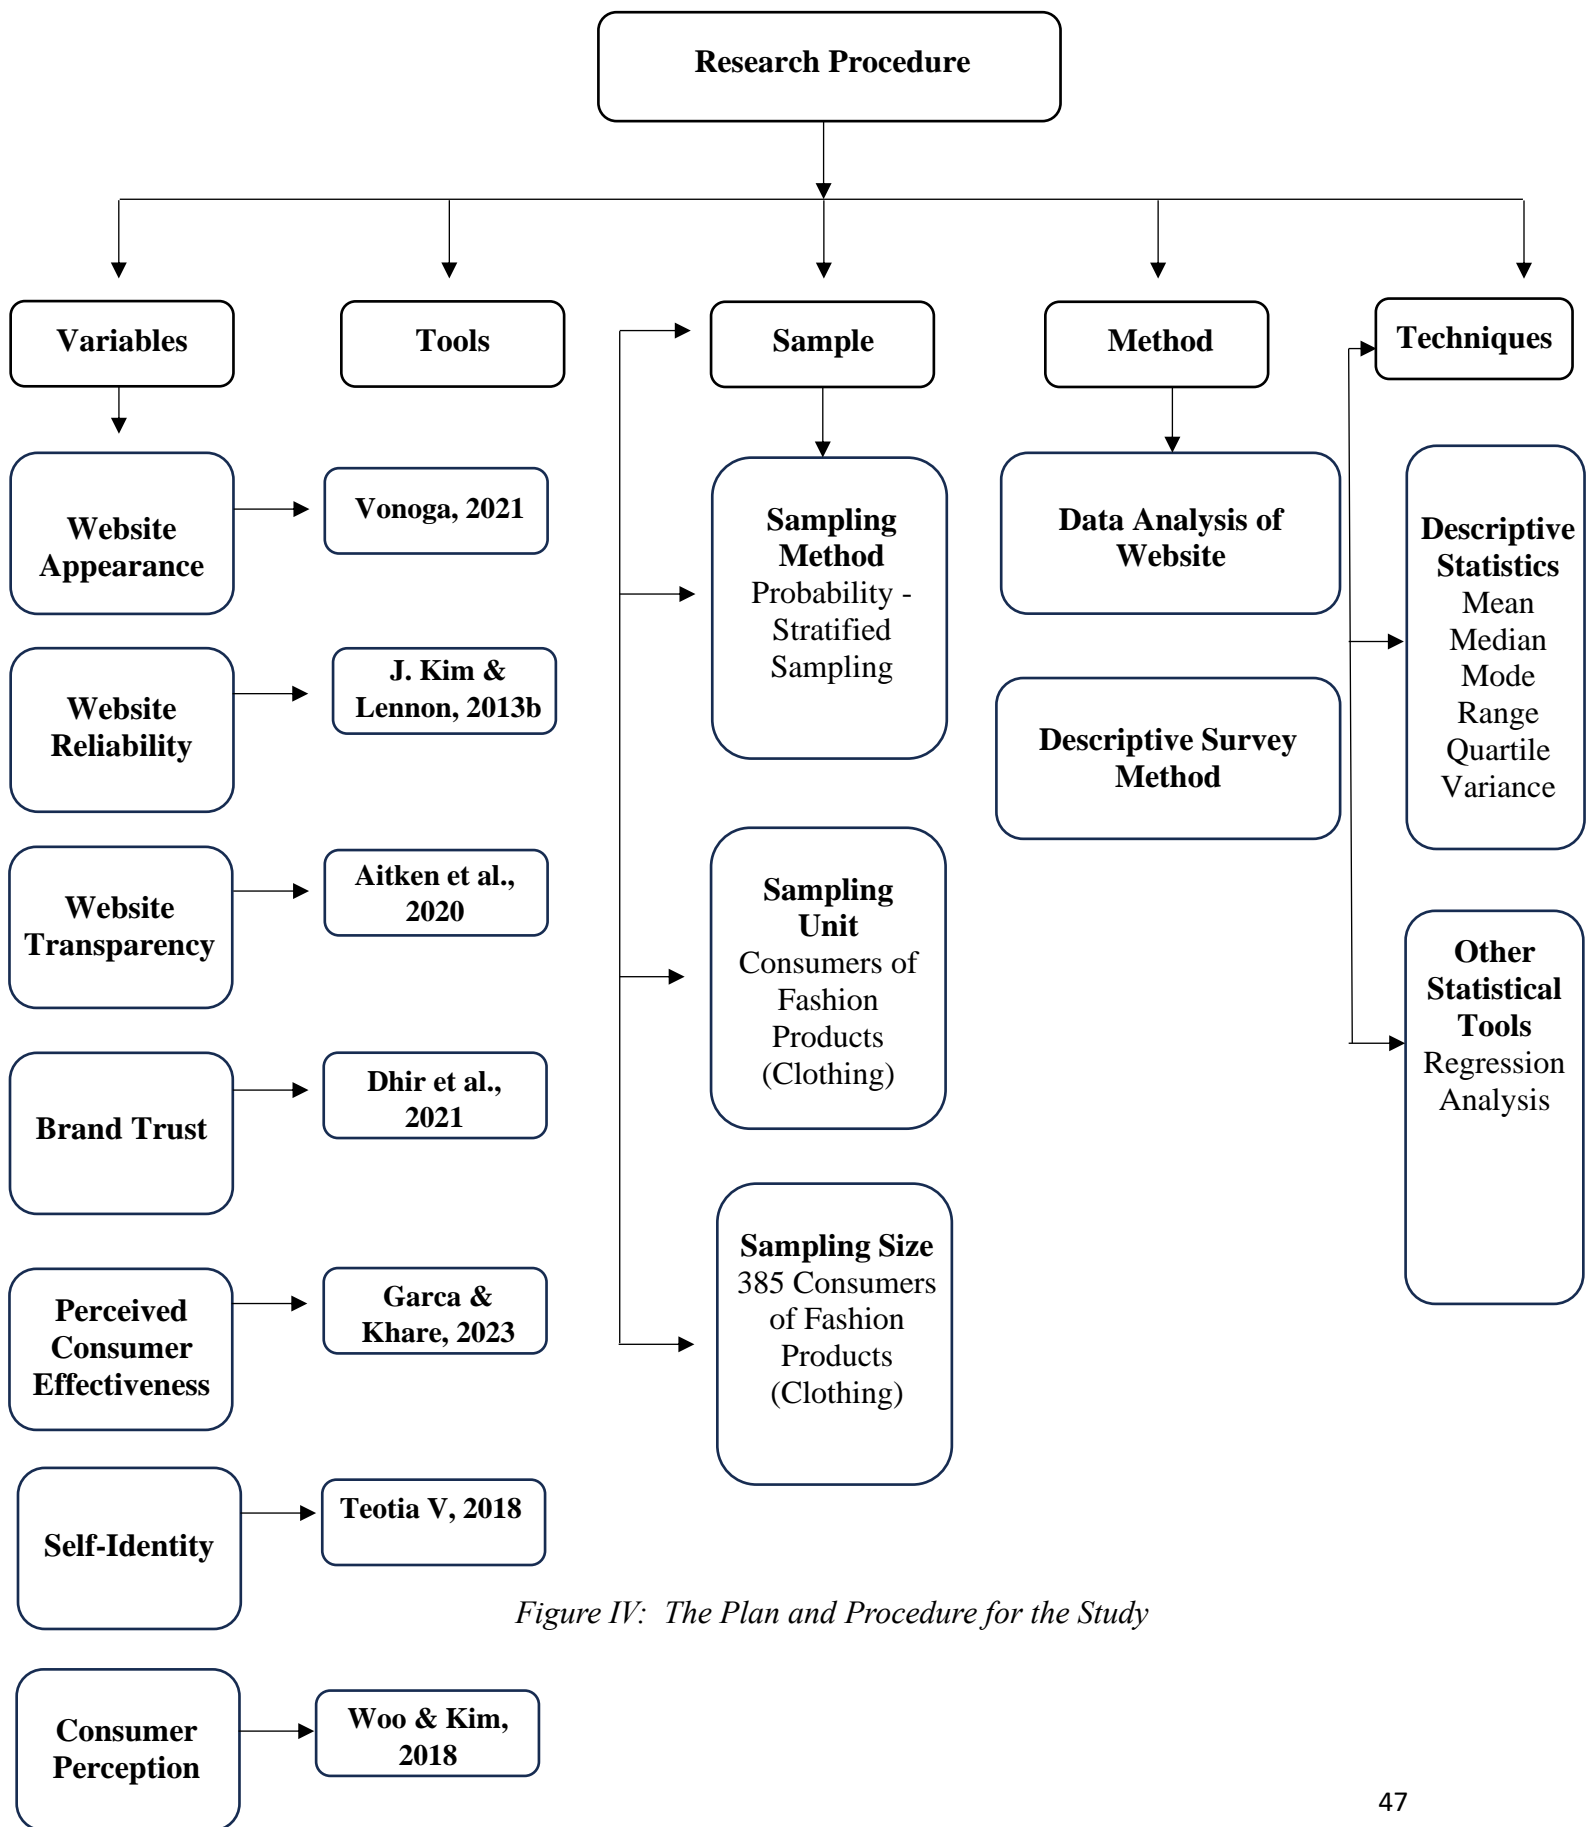 Research Procedure
Variables
Tools
Sample
Method
Techniques
Website
Appearance
Vonoga, 2021
Website
Reliability
J. Kim &
Lennon, 2013b
Website
Transparency
Aitken et al.,
2020
Brand Trust
Dhir et al.,
2021
Perceived
Consumer
Effectiveness
Garca &
Khare, 2023
Self-Identity
Teotia V, 2018
Consumer
Perception
Woo & Kim,
2018
Sampling
Method
Probability -
Stratified
Sampling
Sampling
Unit
Consumers of
Fashion
Products
(Clothing)
Sampling Size
385 Consumers
of Fashion
Products
(Clothing)
Data Analysis of
Website
Descriptive Survey
Method
Descriptive
Statistics
Mean
Median
Mode
Range
Quartile
Variance
Other
Statistical
Tools
Regression
Analysis
Figure IV:  The Plan and Procedure for the Study
47